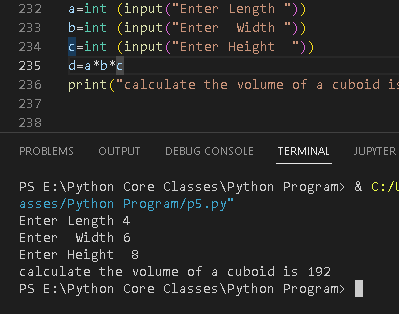 232 a=int (input("Enter Length "))
233 b=int (input("Enter  Width "))
234 c=int (input("Enter Height  "))
235 d=a*b*c
236 print("calculate the volume of a cuboid is
237
238
PROBLEMS OUTPUT DEBUG CONSOLE TERMINAL JUPYTER
PS E:\Python Core Classes\Python Program> & C:/U
asses/Python Program/p5.py"
Enter Length 4
Enter  Width 6
Enter Height  8
calculate the volume of a cuboid is 192
PS E:\Python Core Classes\Python Program>